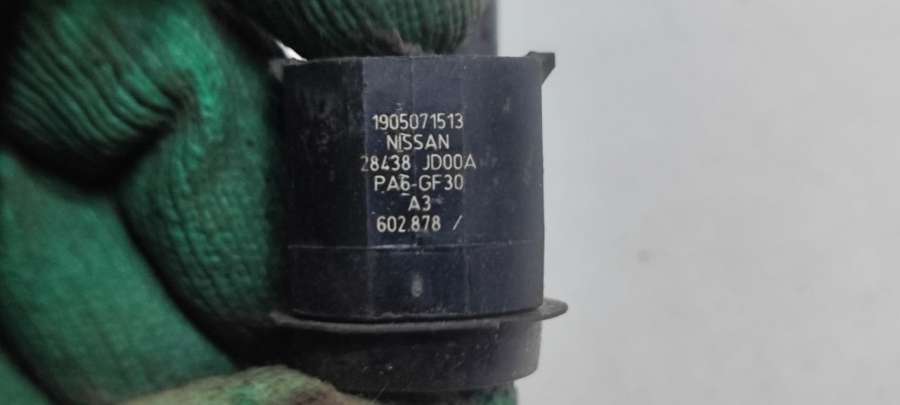 1905071513
NISSAN
28438 JD00A
PA6-GF30
A3
602.878 /